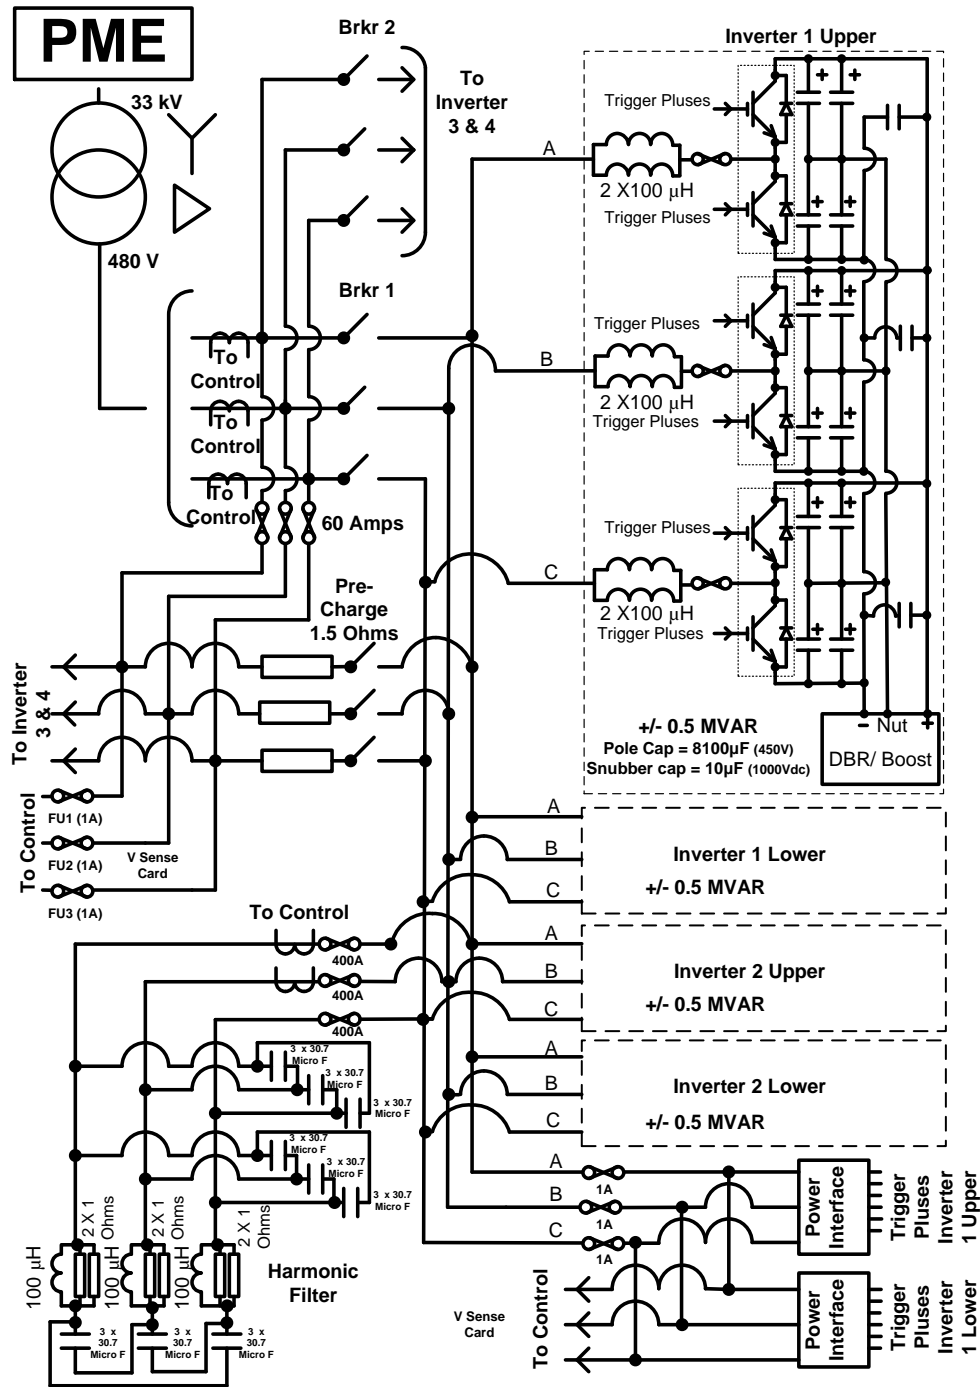 PME
33 kV
480 V
Brkr 2
To
Inverter
3 & 4
Brkr 1
To
Control
To
Control
To
Control
60 Amps
Pre-
Charge
1.5 Ohms
To Inverter
3 & 4
To Control
FU1 (1A)
FU2 (1A)
FU3 (1A)
V Sense
Card
Inverter 1 Upper
Trigger Pluses
A
2 X100 µH
Trigger Pluses
Trigger Pluses
B
2 X100 µH
Trigger Pluses
Trigger Pluses
C
2 X100 µH
Trigger Pluses
+ +
+ +
+ +
+ +
+ +
+ +
+/- 0.5 MVAR
Pole Cap = 8100µF (450V)
Snubber cap = 10µF (1000Vdc)
- Nut +
DBR/ Boost
A
B
C
Inverter 1 Lower
+/- 0.5 MVAR
A
B
C
Inverter 2 Upper
+/- 0.5 MVAR
A
B
C
Inverter 2 Lower
+/- 0.5 MVAR
To Control
400A
400A
400A
3 x 30.7
Micro F
3 x 30.7
Micro F
3 x 30.7
Micro F
3 x 30.7
Micro F
3 x 30.7
Micro F
3 x 30.7
Micro F
100 µH
2 X 1
Ohms
100 µH
2 X 1
Ohms
100 µH
2 X 1
Ohms
Harmonic
Filter
3 x
30.7
Micro F
3 x
30.7
Micro F
3 x
30.7
Micro F
A
1A
B
1A
C
1A
Power
Interface
Trigger
Pluses
Inverter
1 Upper
V Sense
Card
To Control
Power
Interface
Trigger
Pluses
Inverter
1 Lower